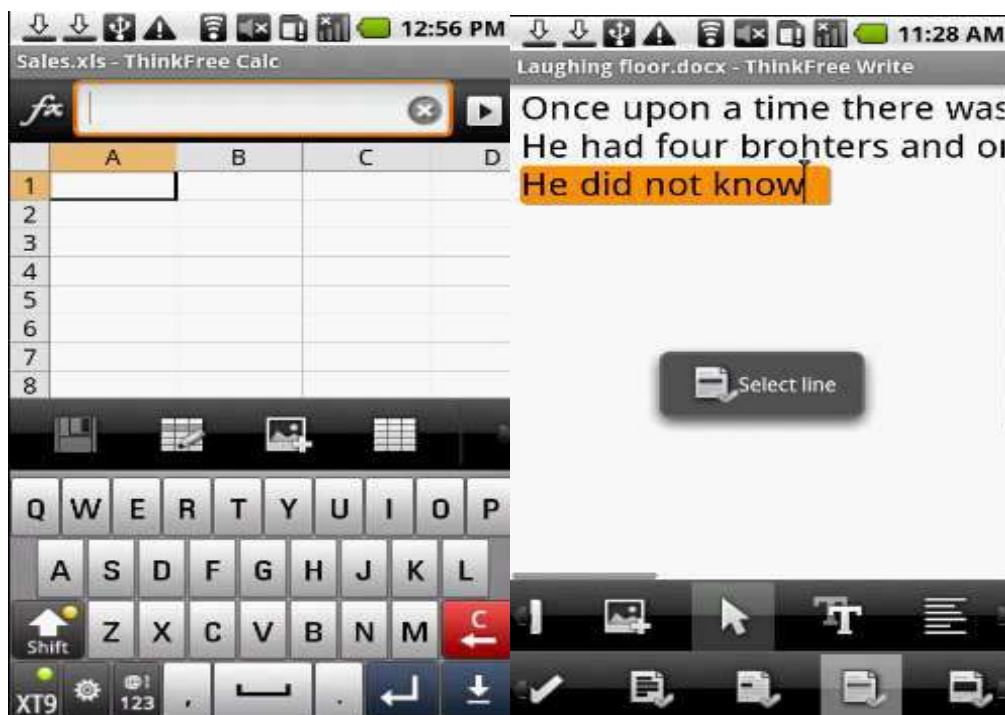 12:56 PM
Sales.xls - ThinkFree Calc
fx
A B C D
1
2
3
4
5
6
7
8
Q W E R T Y U I O P
A S D F G H J K L
Shift Z X C V B N M C
XT9 @! 123 , .
11:28 AM
Laughing floor.docx - ThinkFree Write
Once upon a time there was
He had four brohters and
He did not know
Select line
TT